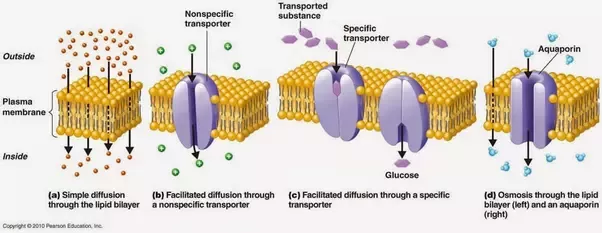 Nonspecific
transporter
Transported
substance
Specific
transporter
Aquaporin
Outside
Plasma
membrane
Inside
Glucose
(a) Simple diffusion
through the lipid bilayer
(b) Facilitated diffusion through
a nonspecific transporter
(c) Facilitated diffusion through a specific
transporter
(d) Osmosis through the lipid
bilayer (left) and an aquaporin
(right)
Copyright © 2010 Pearson Education, Inc.